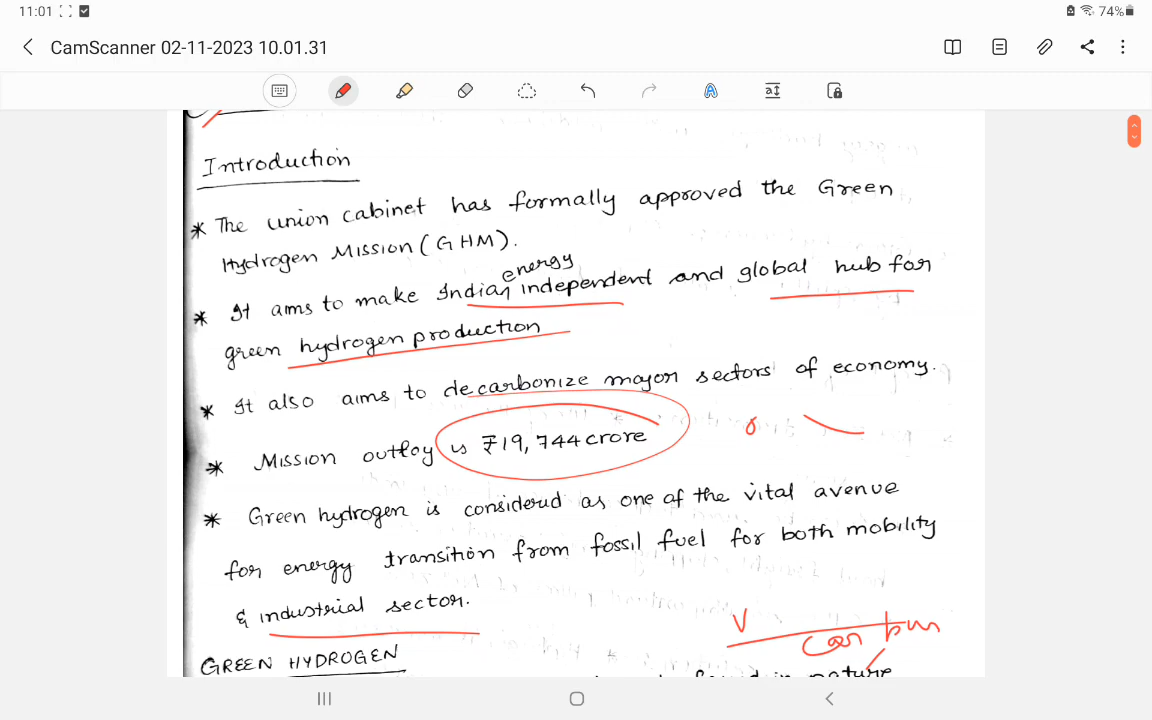 11:01
74%
CamScanner 02-11-2023 10.01.31
Introduction
* The union cabinet has formally approved the Green
Hydrogen Mission (GHM).
energy
* It aims to make Indian independent and global hub for
green hydrogen production
* It also aims to decarbonize major sectors of economy.
* Mission outlay is ₹19,744 crore
* Green hydrogen is considered as one of the vital avenue
for energy transition from fossil fuel for both mobility
& industrial sector.
GREEN HYDROGEN
in nature